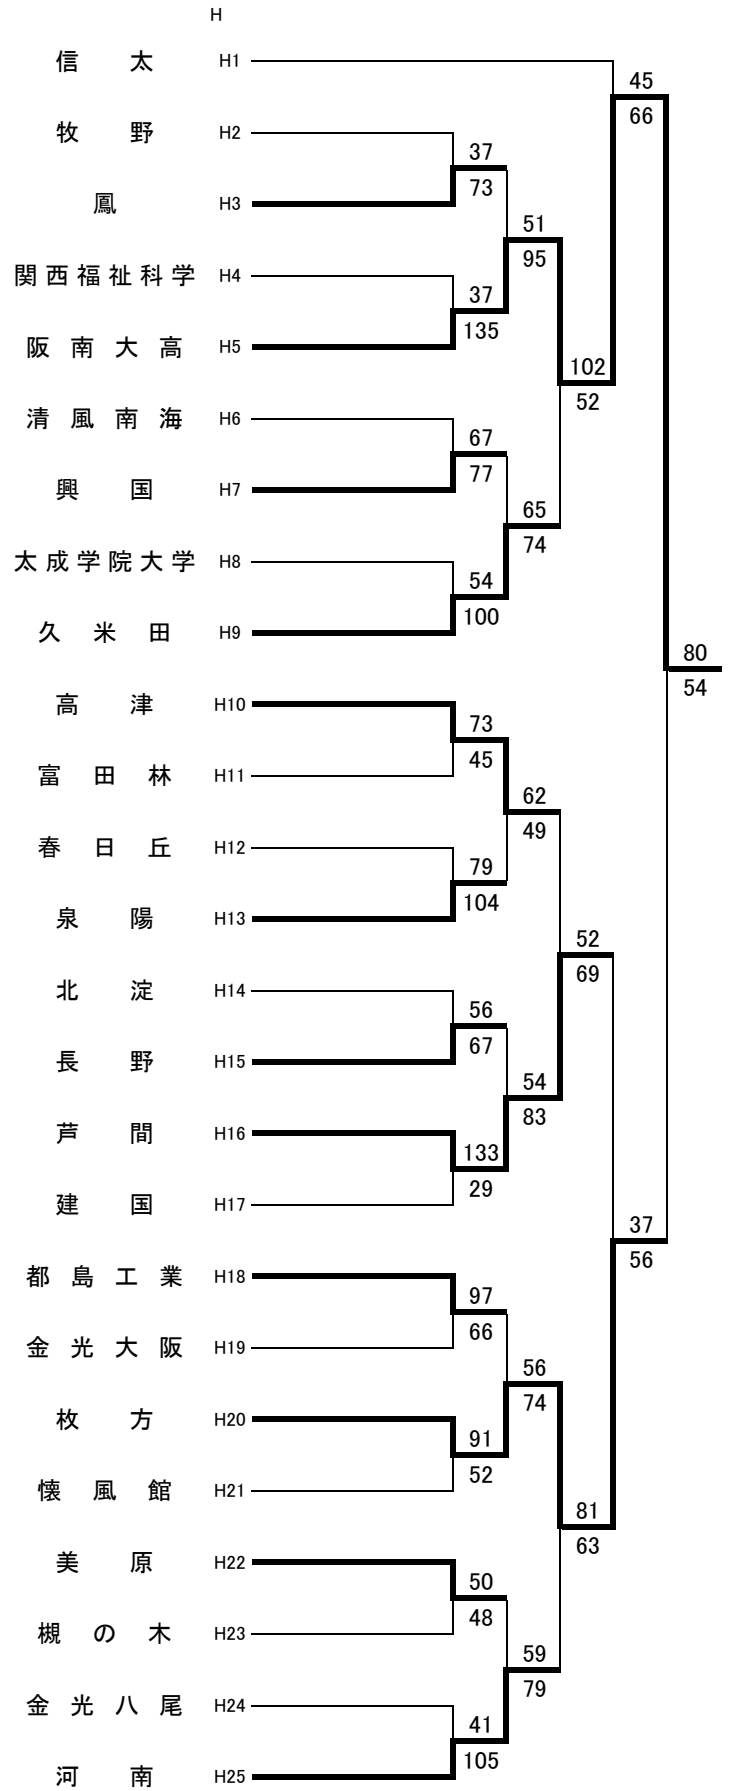 H
信太 H1
45
66
牧野 H2
37
73
鳳 H3
51
95
関西福祉科学 H4
37
135
阪南大高 H5
102
52
清風南海 H6
67
77
興国 H7
65
74
太成学院大学 H8
54
100
久米田 H9
80
54
高津 H10
73
45
富田林 H11
62
49
春日丘 H12
79
104
泉陽 H13
52
69
北淀 H14
56
67
長野 H15
54
83
芦間 H16
133
29
建国 H17
37
56
都島工業 H18
97
66
金光大阪 H19
56
74
枚方 H20
91
52
懐風館 H21
81
63
美原 H22
50
48
槻の木 H23
59
79
金光八尾 H24
41
105
河南 H25